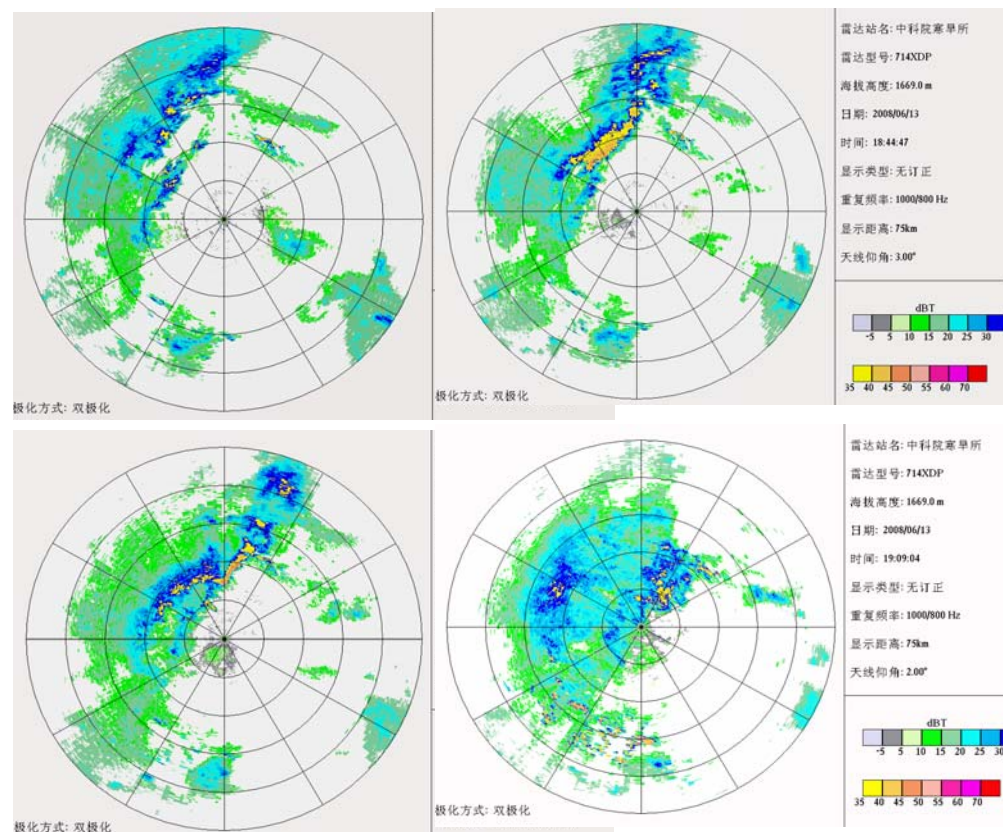 雷达站名: 中科院寒旱所
雷达型号: 714XDP
海拔高度: 1669.0 m
日期: 2008/06/13
时间: 18:44:47
显示类型: 无订正
重复频率: 1000/800 Hz
显示距离: 75km
天线仰角: 3.00°
dBT
-5 5 10 15 20 25 30
35 40 45 50 55 60 70
极化方式: 双极化
极化方式: 双极化
雷达站名: 中科院寒旱所
雷达型号: 714XDP
海拔高度: 1669.0 m
日期: 2008/06/13
时间: 19:09:04
显示类型: 无订正
重复频率: 1000/800 Hz
显示距离: 75km
天线仰角: 2.00°
dBT
-5 5 10 15 20 25 30
35 40 45 50 55 60 70
极化方式: 双极化
极化方式: 双极化